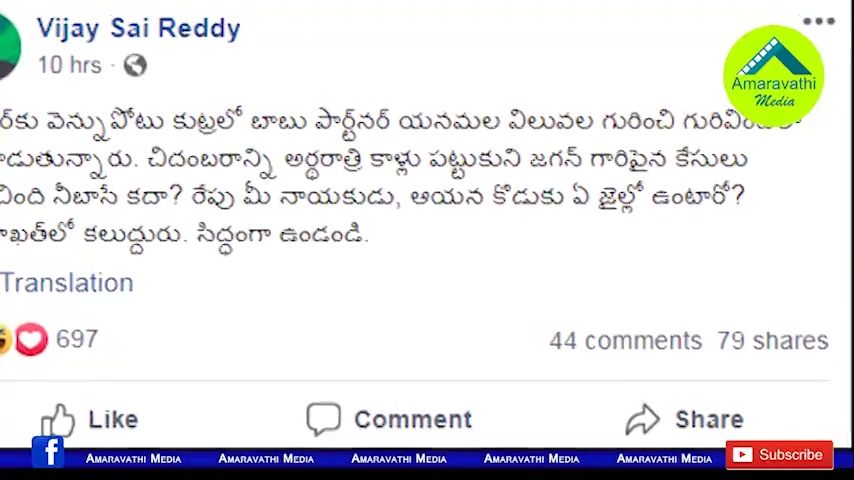 Vijay Sai Reddy
10 hrs ·
Amaravathi
Media
వెన్నుపోటు కుట్రలో బాబు పార్ట్‌నర్ యనమల విలువల గురించి
చిదంబరాన్ని అర్ధరాత్రి కాళ్లు పట్టుకుని జగన్ గారిపైన కేసులు
నీబాసే కదా? రేపు మీ నాయకుడు, ఆయన కొడుకు ఏ జైల్లో ఉంటారో?
కలుద్దురు. సిద్ధంగా ఉండండి.
Translation
697
44 comments 79 shares
Like
Comment
Share
AMARAVATHI MEDIA AMARAVATHI MEDIA AMARAVATHI MEDIA AMARAVATHI MEDIA AMARAVATHI MEDIA
Subscribe